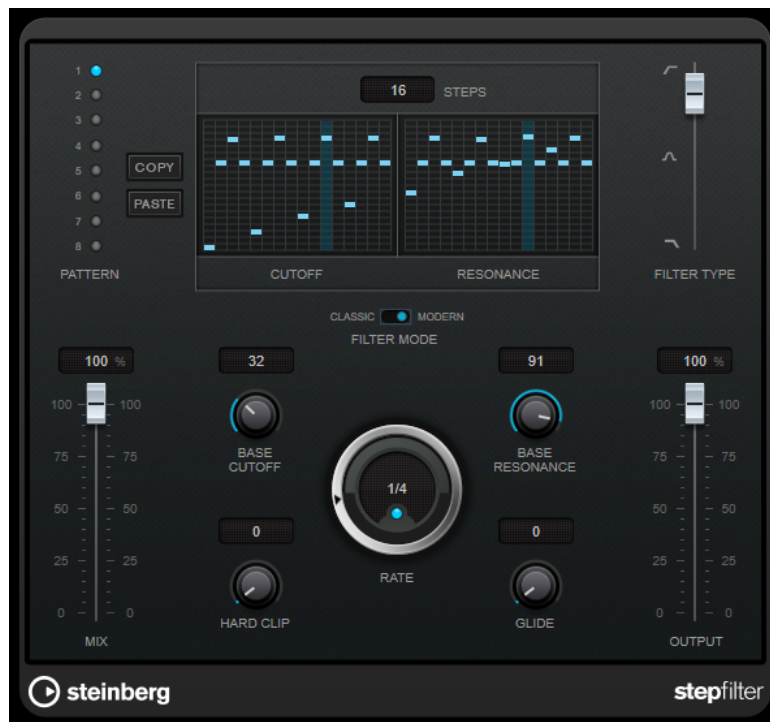 1
2
3
4
5
6
7
8
PATTERN
COPY
PASTE
16 STEPS
CUTOFF
RESONANCE
FILTER TYPE
CLASSIC MODERN
FILTER MODE
100 %
32
91
100 %
100 100
75 75
50 50
25 25
0 0
MIX
BASE
CUTOFF
BASE
RESONANCE
1/4
RATE
0
HARD CLIP
0
GLIDE
100 100
75 75
50 50
25 25
0 0
OUTPUT
steinberg
stepfilter